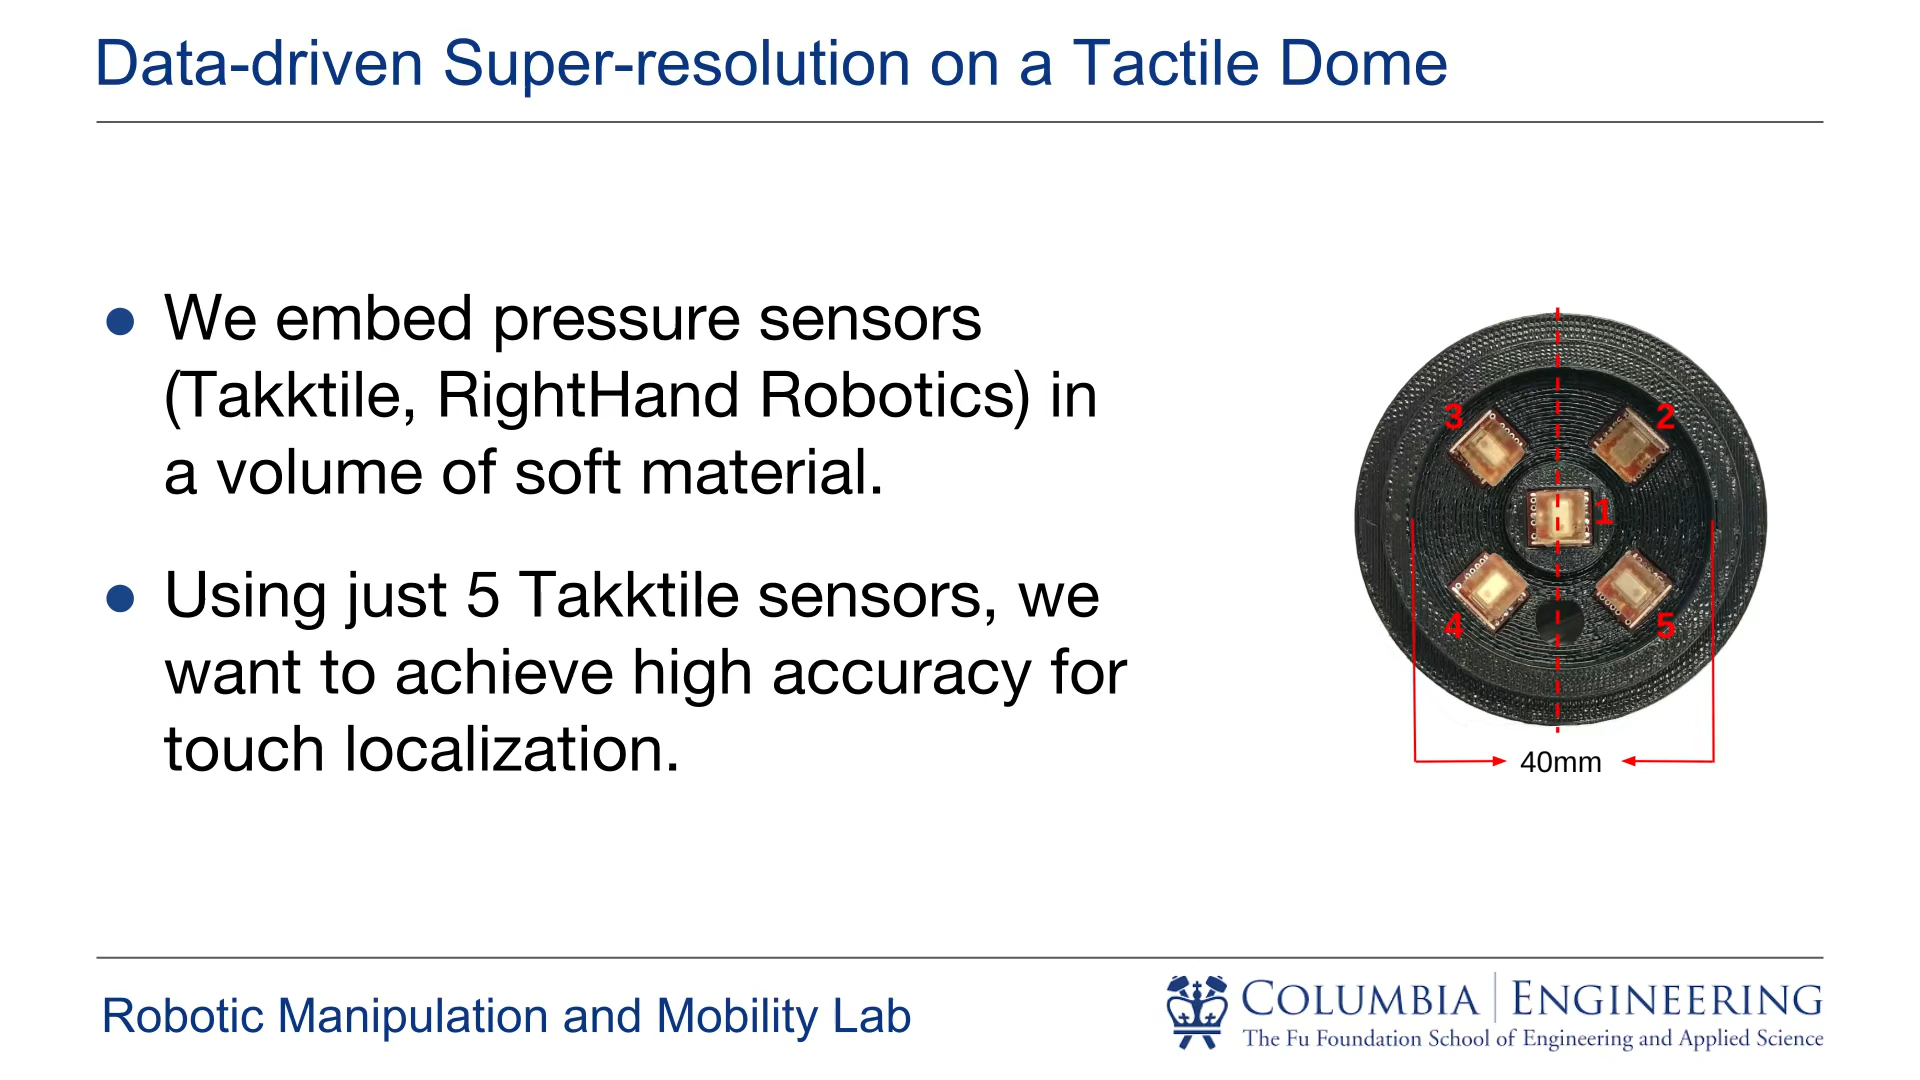 Data-driven Super-resolution on a Tactile Dome
● We embed pressure sensors
(Takktile, RightHand Robotics) in
a volume of soft material.
● Using just 5 Takktile sensors, we
want to achieve high accuracy for
touch localization.
3 2
1
4 5
40mm
Robotic Manipulation and Mobility Lab
COLUMBIA | ENGINEERING
The Fu Foundation School of Engineering and Applied Science